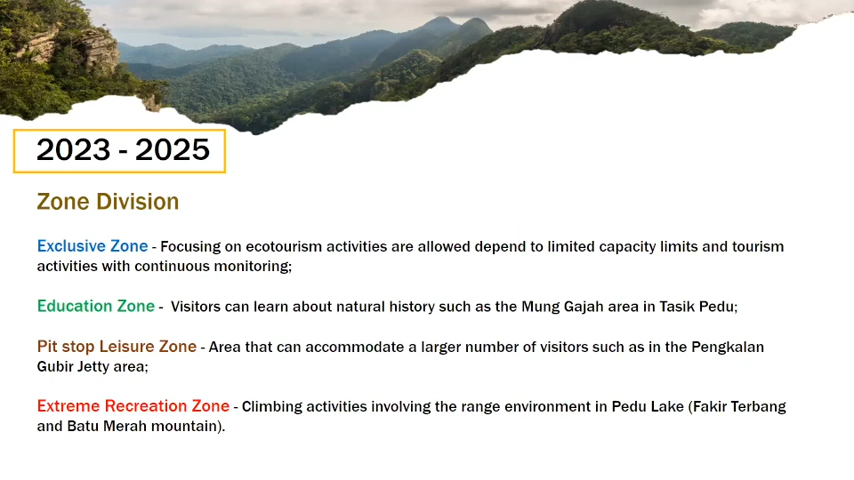 2023 - 2025
Zone Division
Exclusive Zone - Focusing on ecotourism activities are allowed depend to limited capacity limits and tourism
activities with continuous monitoring;
Education Zone - Visitors can learn about natural history such as the Mung Gajah area in Tasik Pedu;
Pit stop Leisure Zone - Area that can accommodate a larger number of visitors such as in the Pengkalan
Gubir Jetty area;
Extreme Recreation Zone - Climbing activities involving the range environment in Pedu Lake (Fakir Terbang
and Batu Merah mountain).